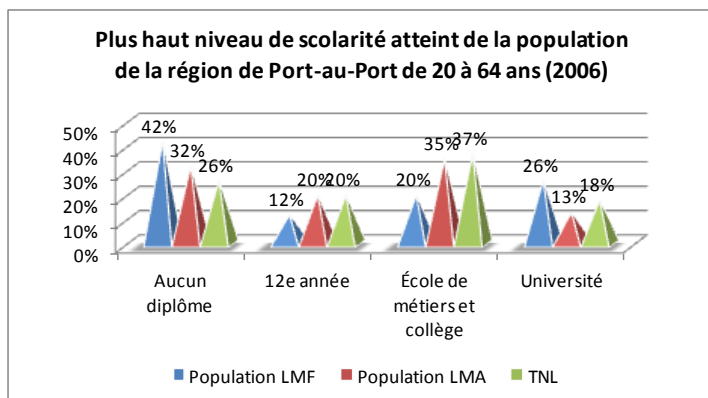 Plus haut niveau de scolarité atteint de la population
de la région de Port-au-Port de 20 à 64 ans (2006)
50%
40%
30%
20%
10%
0%
42%
32%
26%
12%
20%
20%
20%
35%
37%
26%
13%
18%
Aucun
diplôme
12e année
École de
métiers et
collège
Université
Population LMF
Population LMA
TNL